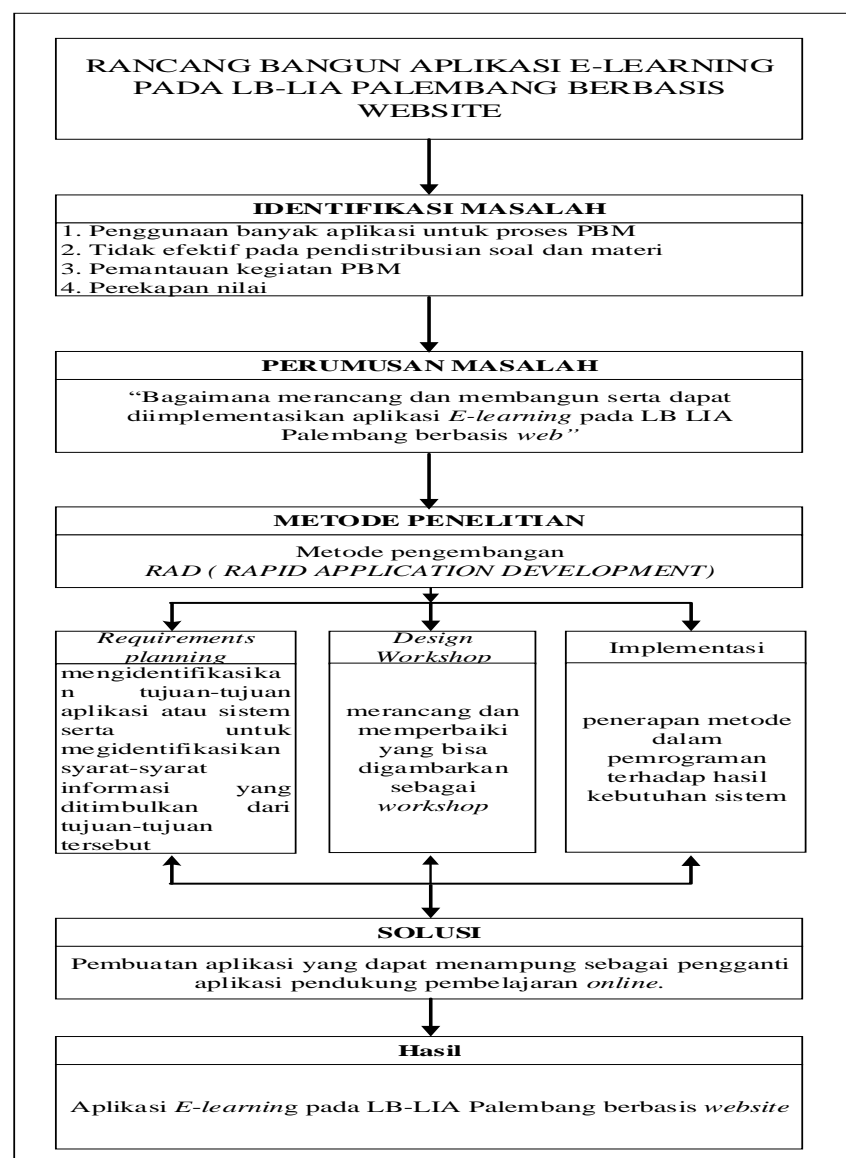 RANCANG BANGUN APLIKASI E-LEARNING
PADA LB-LIA PALEMBANG BERBASIS
WEBSITE
IDENTIFIKASI MASALAH
1. Penggunaan banyak aplikasi untuk proses PBM
2. Tidak efektif pada pendistribusian soal dan materi
3. Pemantauan kegiatan PBM
4. Perekapan nilai
PERUMUSAN MASALAH
“Bagaimana merancang dan membangun serta dapat
diimplementasikan aplikasi E-learning pada LB LIA
Palembang berbasis web”
METODE PENELITIAN
Metode pengembangan
RAD ( RAPID APPLICATION DEVELOPMENT)
Requirements
planning
mengidentifikasika
n tujuan-tujuan
aplikasi atau sistem
serta untuk
megidentifikasikan
syarat-syarat
informasi yang
ditimbulkan dari
tujuan-tujuan
tersebut
Design
Workshop
merancang dan
memperbaiki
yang bisa
digambarkan
sebagai
workshop
Implementasi
penerapan metode
dalam
pemrograman
terhadap hasil
kebutuhan sistem
SOLUSI
Pembuatan aplikasi yang dapat menampung sebagai pengganti
aplikasi pendukung pembelajaran online.
Hasil
Aplikasi E-learning pada LB-LIA Palembang berbasis website